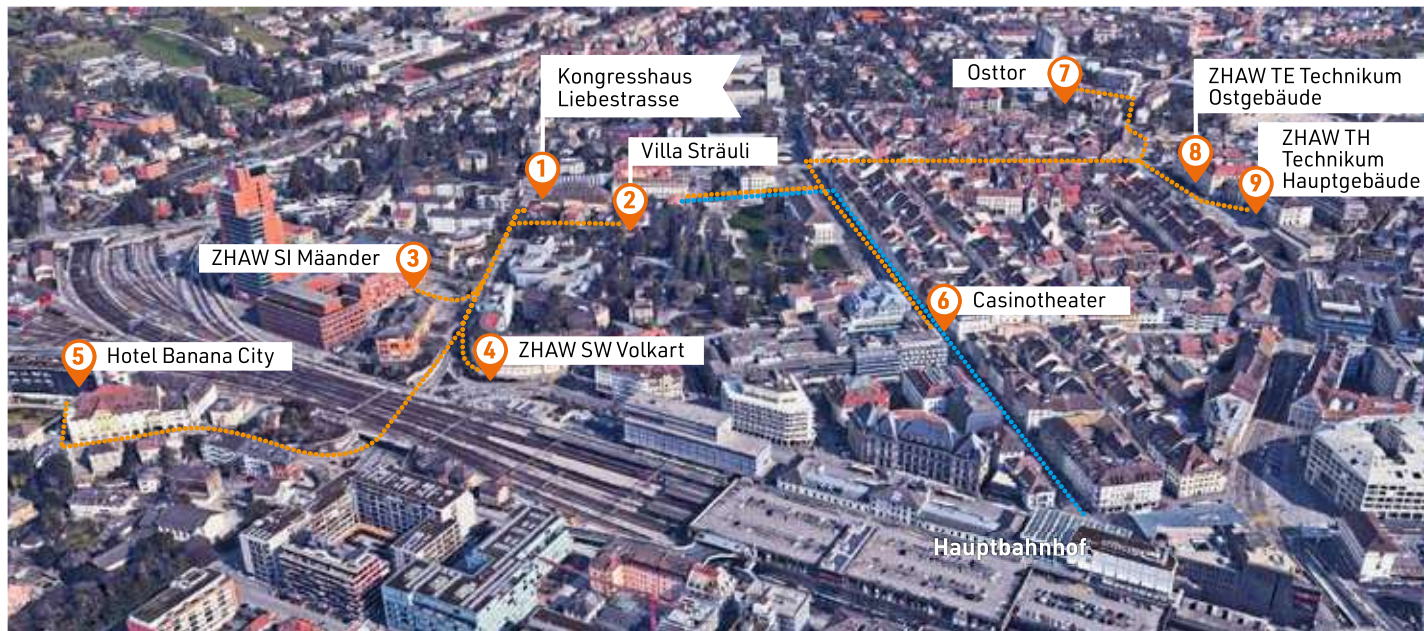 Kongresshaus
Liebestrasse
1
Villa Sträuli
2
ZHAW SI Mäander
3
4
ZHAW SW Volkart
5
Hotel Banana City
6
Casinotheater
Osttor
7
ZHAW TE Technikum
Ostgebäude
8
ZHAW TH
Technikum
Hauptgebäude
9
Hauptbahnhof